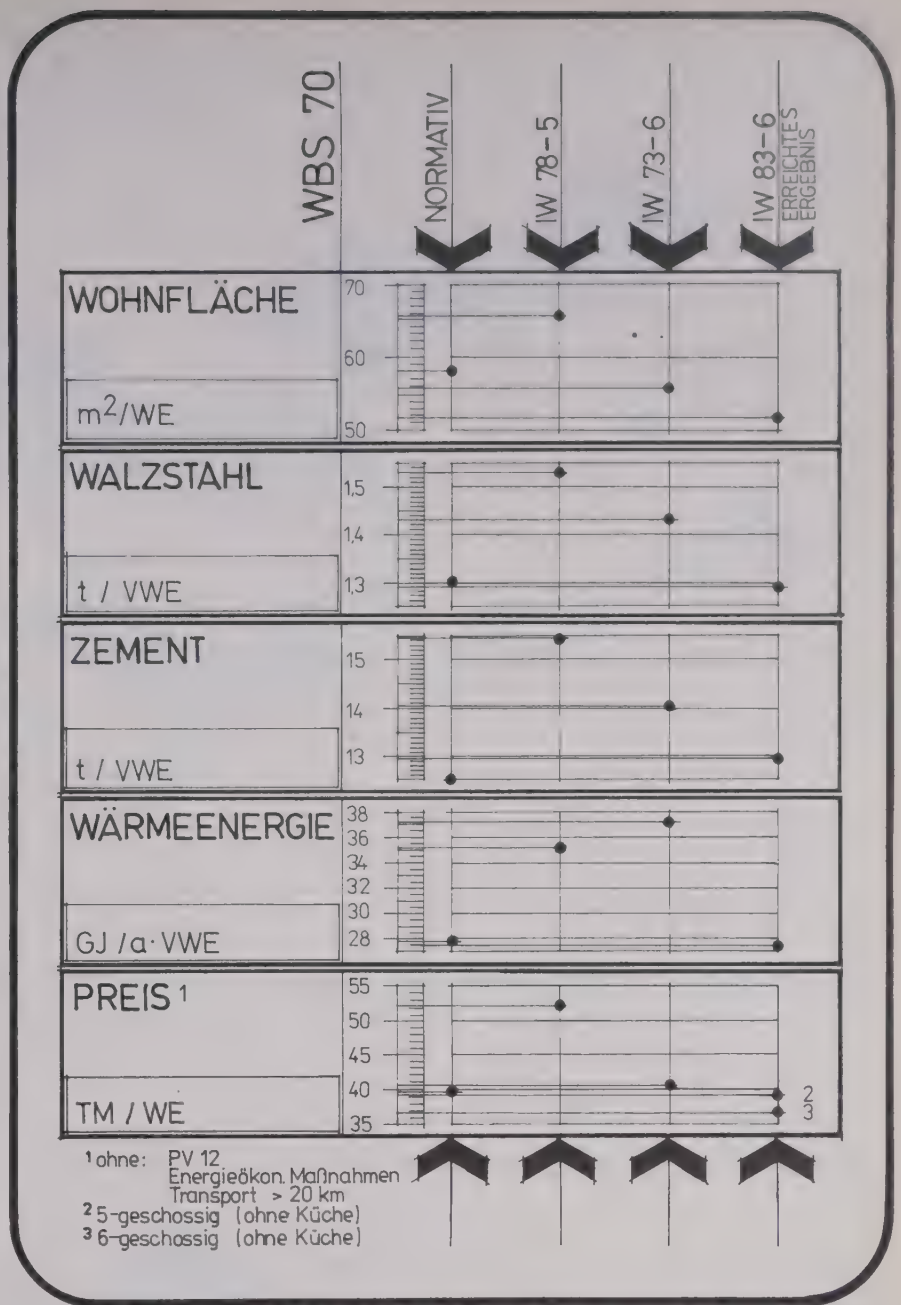 WBS 70
NORMATIV
IW 78-5
IW 73-6
IW 83-6
ERREICHTES
ERGEBNIS
WOHNFLÄCHE
m²/WE
70
60
50
WALZSTAHL
t / VWE
1,5
1,4
1,3
ZEMENT
t / VWE
15
14
13
WÄRMEENERGIE
GJ /a·VWE
38
36
34
32
30
28
PREIS ¹
TM / WE
55
50
45
40
35
2
3
¹ ohne: PV 12
Energieökon. Maßnahmen
Transport > 20 km
² 5-geschossig (ohne Küche)
³ 6-geschossig (ohne Küche)